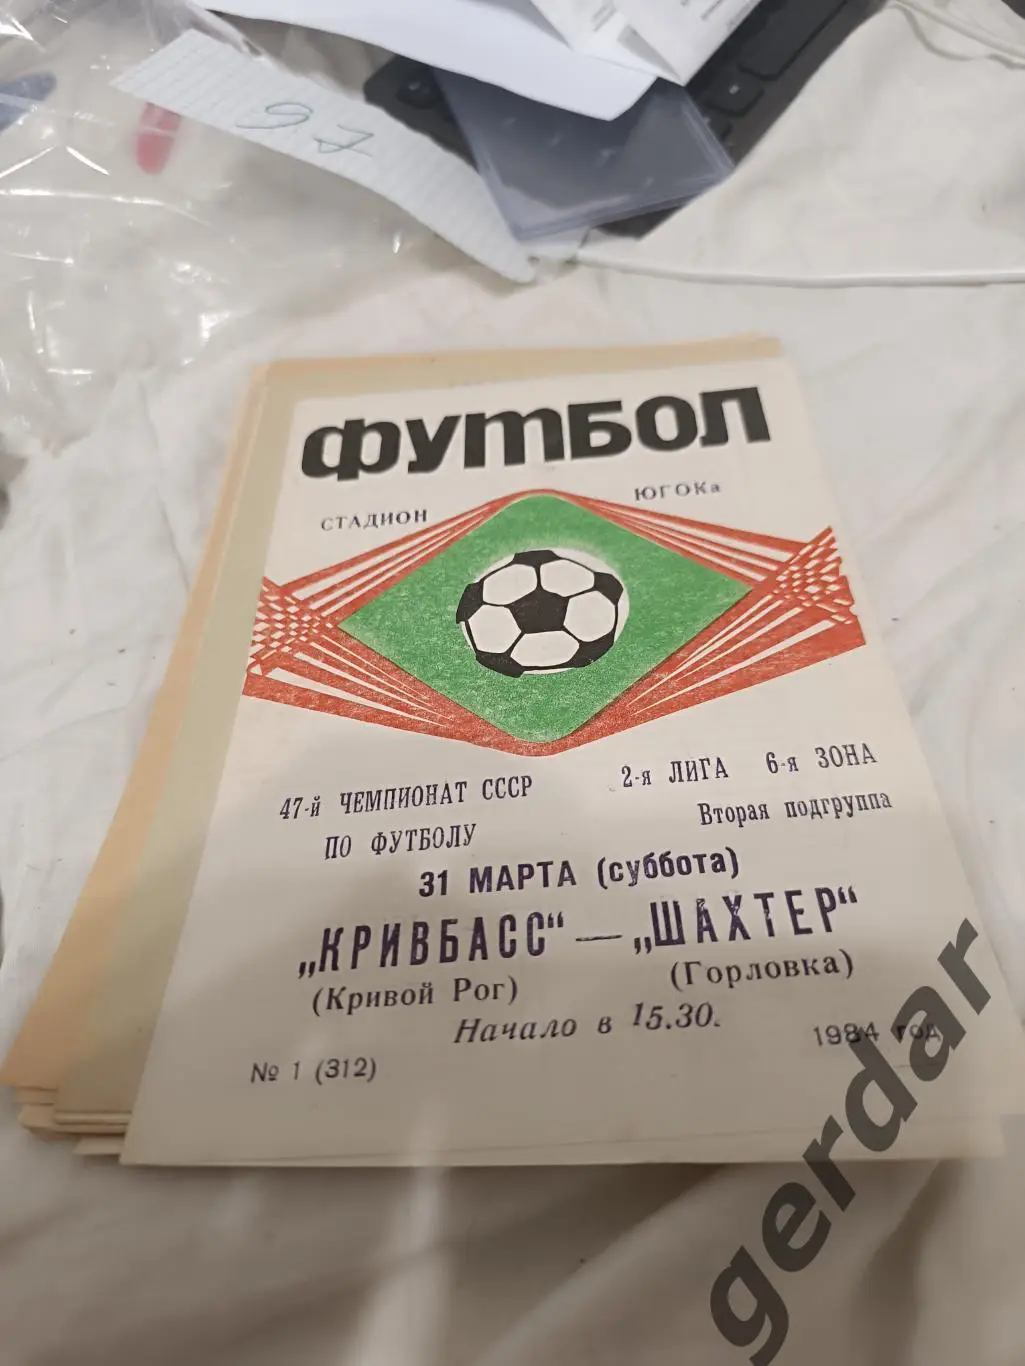 97
ФУТБОЛ
СТАДИОН ЮГОКа
47-й ЧЕМПИОНАТ СССР 2-я ЛИГА 6-я ЗОНА
ПО ФУТБОЛУ Вторая подгруппа
31 МАРТА (суббота)
„КРИВБАСС“ — „ШАХТЕР“
(Кривой Рог) (Горловка)
Начало в 15.30.
№ 1 (312) 1984 год
gerdar